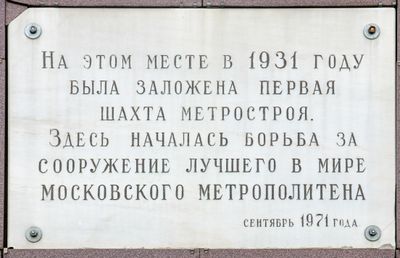 На этом месте в 1931 году
была заложена первая
шахта метростроя.
Здесь началась борьба за
сооружение лучшего в мире
московского метрополитена
сентябрь 1971 года